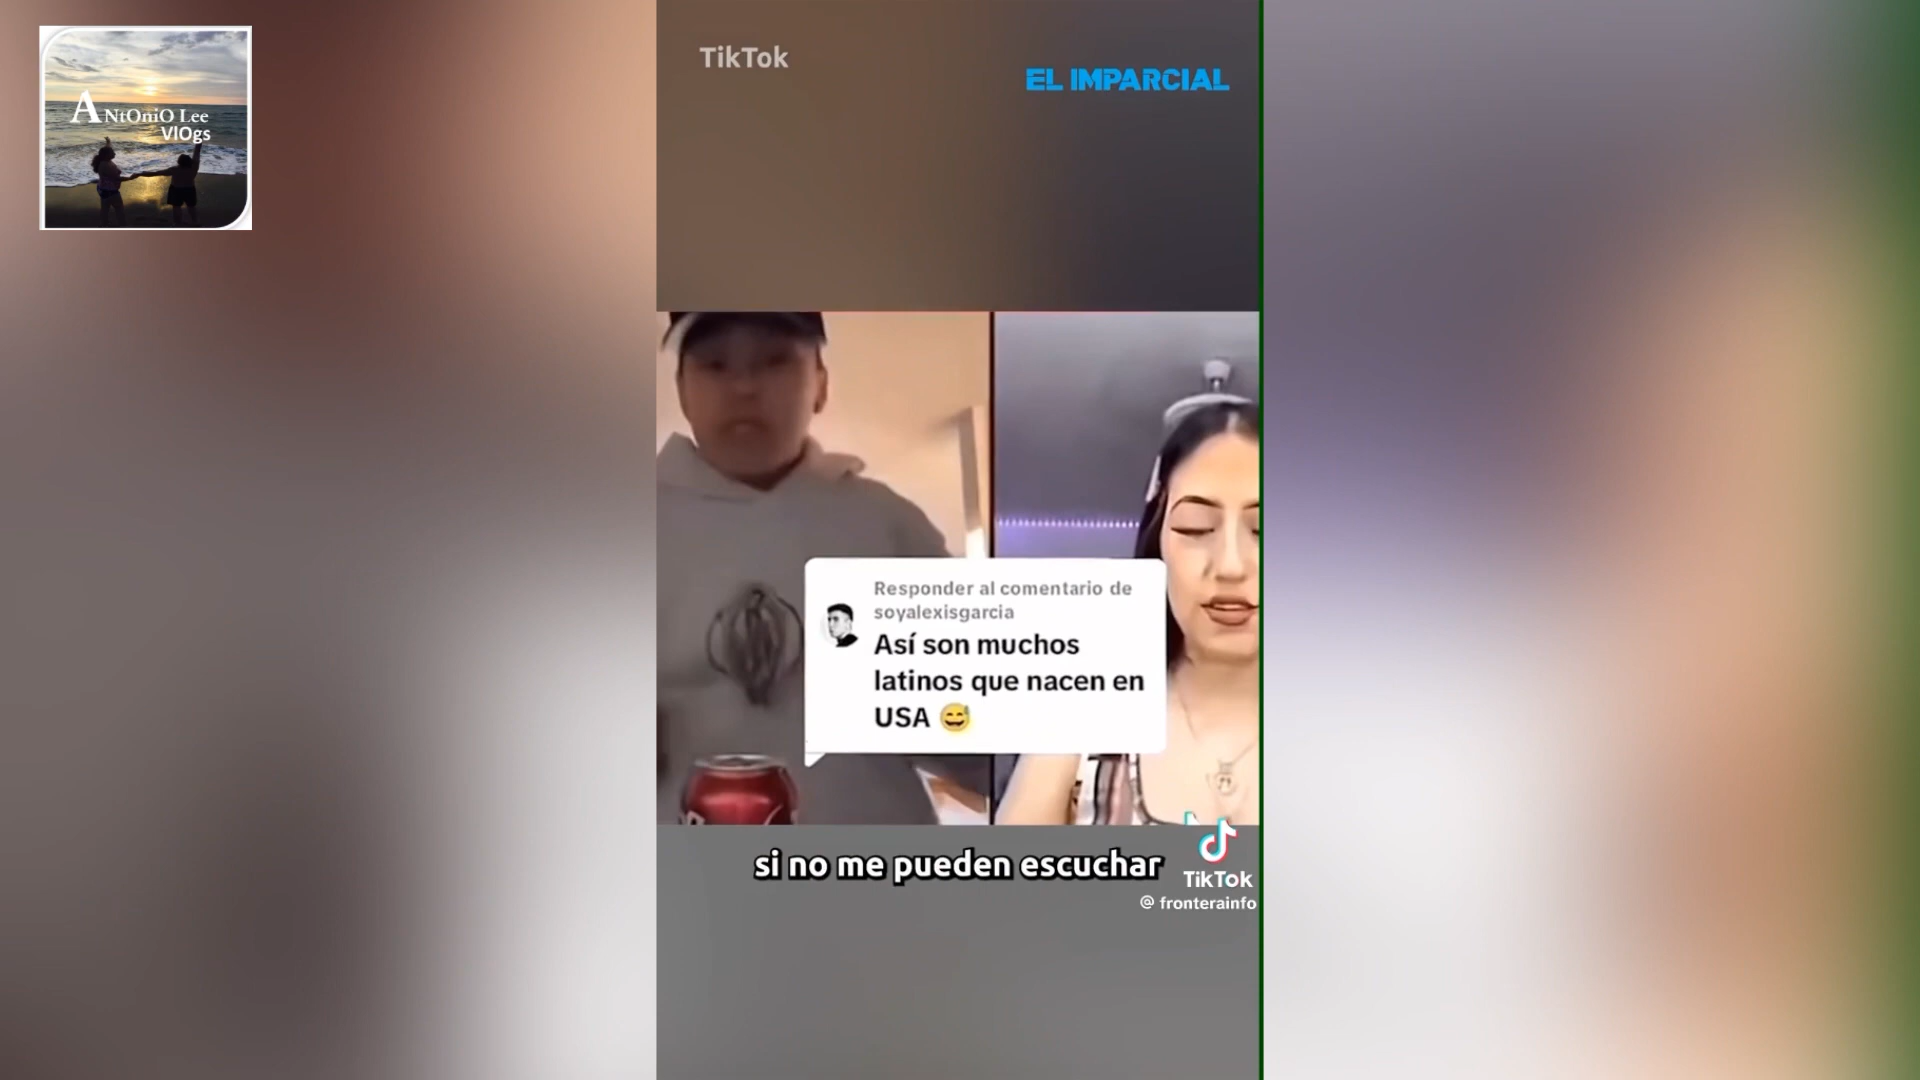 ANtOniO Lee
VlOgs
TikTok
EL IMPARCIAL
Responder al comentario de
soyalexisgarcia
Así son muchos
latinos que nacen en
USA 😅
si no me pueden escuchar
TikTok
@ fronterainfo